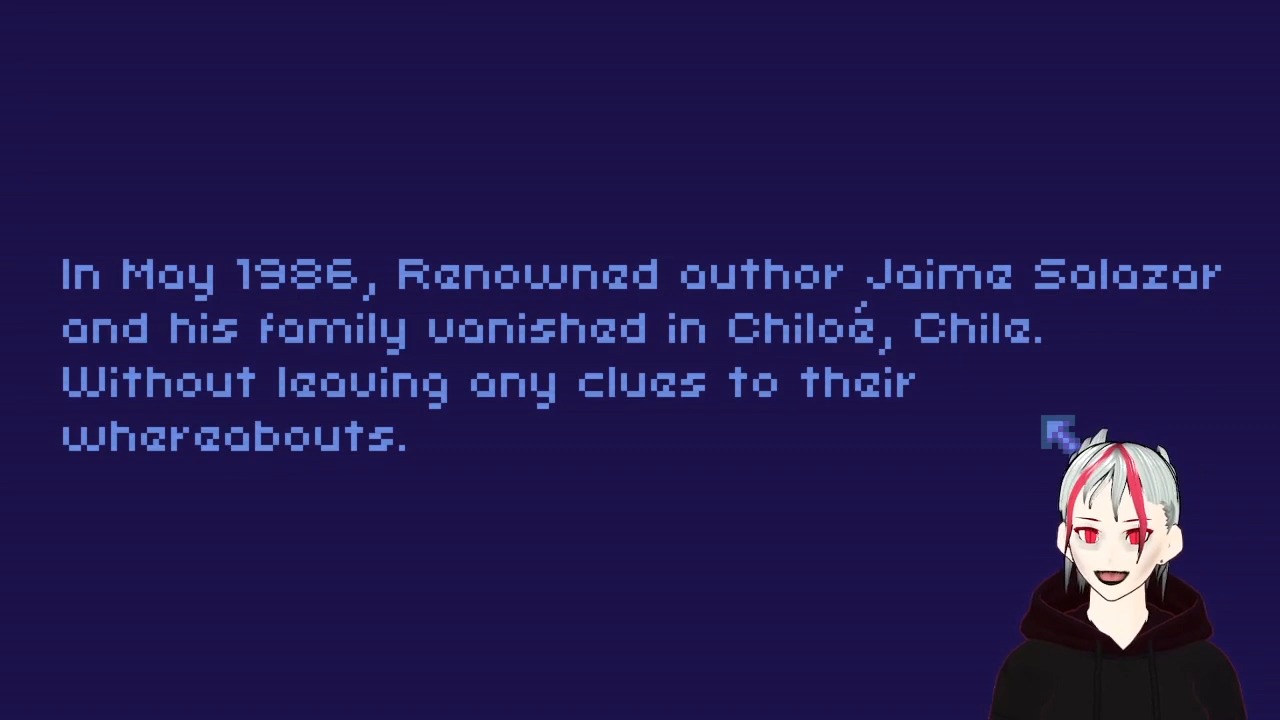 In May 1986, Renowned author Jaime Salazar
and his family vanished in Chiloé, Chile.
Without leaving any clues to their
whereabouts.